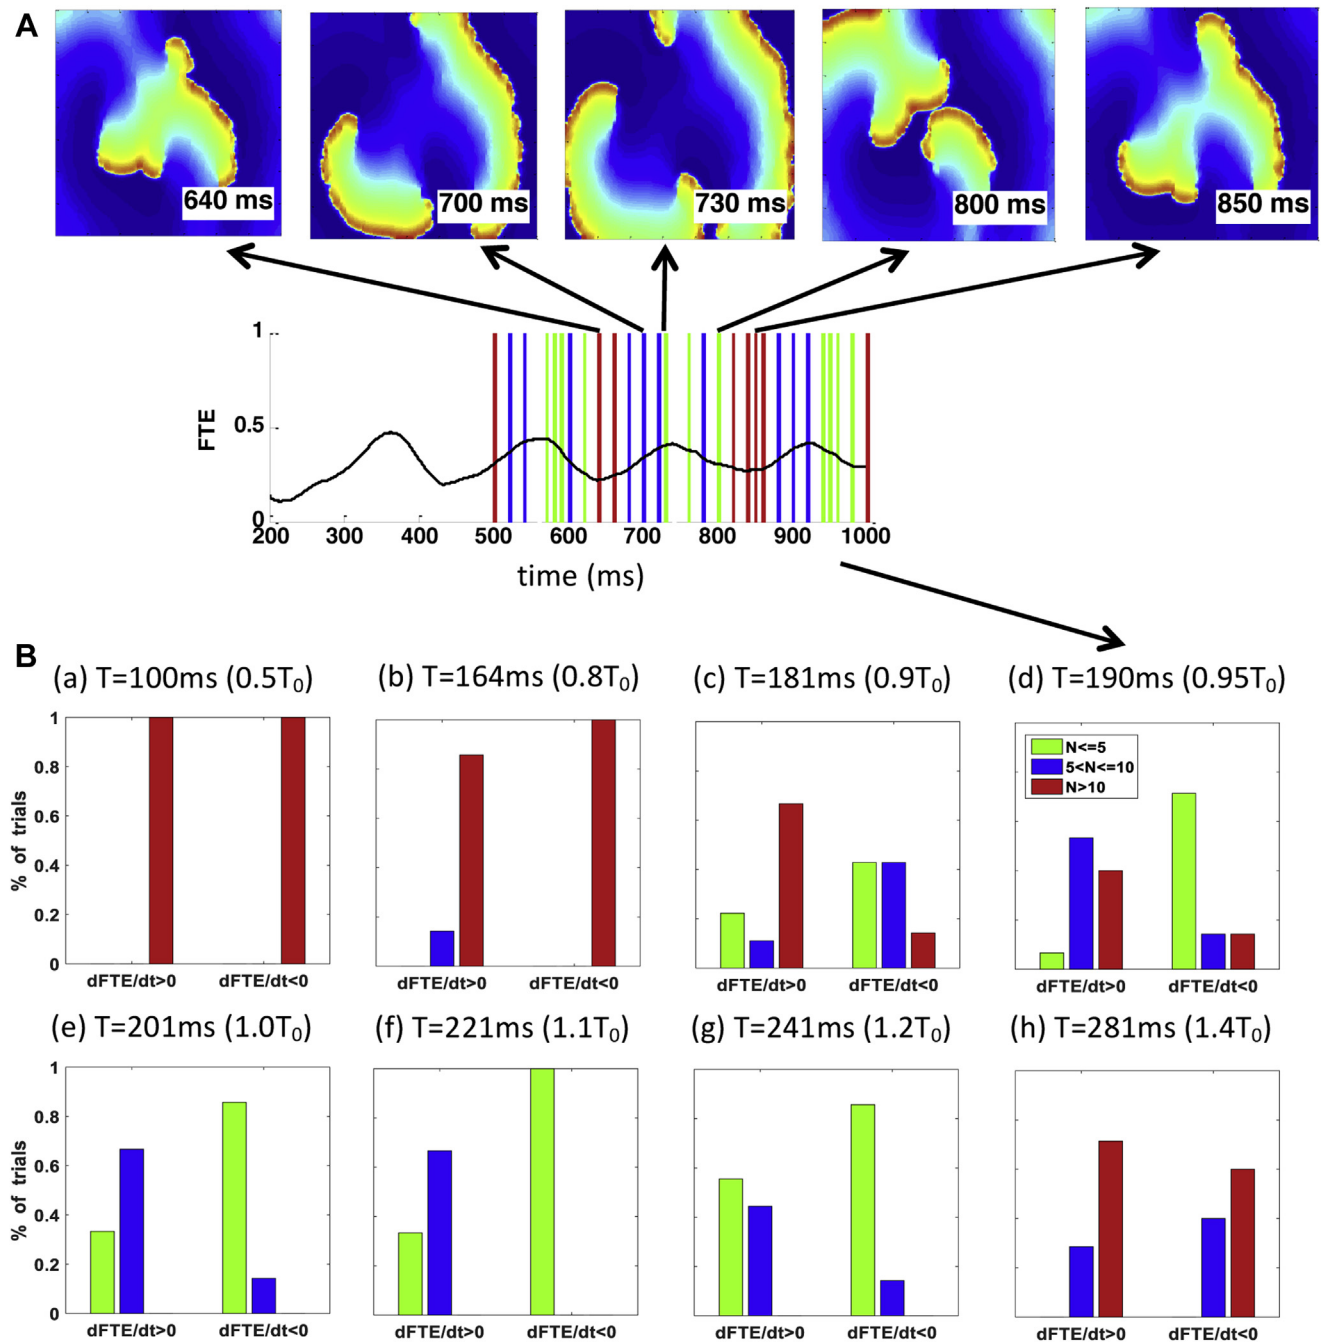 A
640 ms
700 ms
730 ms
800 ms
850 ms
1
0.5
0
FTE
200 300 400 500 600 700 800 900 1000
time (ms)
B
(a) T=100ms (0.5T₀)
(b) T=164ms (0.8T₀)
(c) T=181ms (0.9T₀)
(d) T=190ms (0.95T₀)
1
0.8
0.6
0.4
0.2
0
% of trials
N<=5
5<N<=10
N>10
dFTE/dt>0 dFTE/dt<0
dFTE/dt>0 dFTE/dt<0
dFTE/dt>0 dFTE/dt<0
dFTE/dt>0 dFTE/dt<0
(e) T=201ms (1.0T₀)
(f) T=221ms (1.1T₀)
(g) T=241ms (1.2T₀)
(h) T=281ms (1.4T₀)
1
0.8
0.6
0.4
0.2
0
% of trials
dFTE/dt>0 dFTE/dt<0
dFTE/dt>0 dFTE/dt<0
dFTE/dt>0 dFTE/dt<0
dFTE/dt>0 dFTE/dt<0